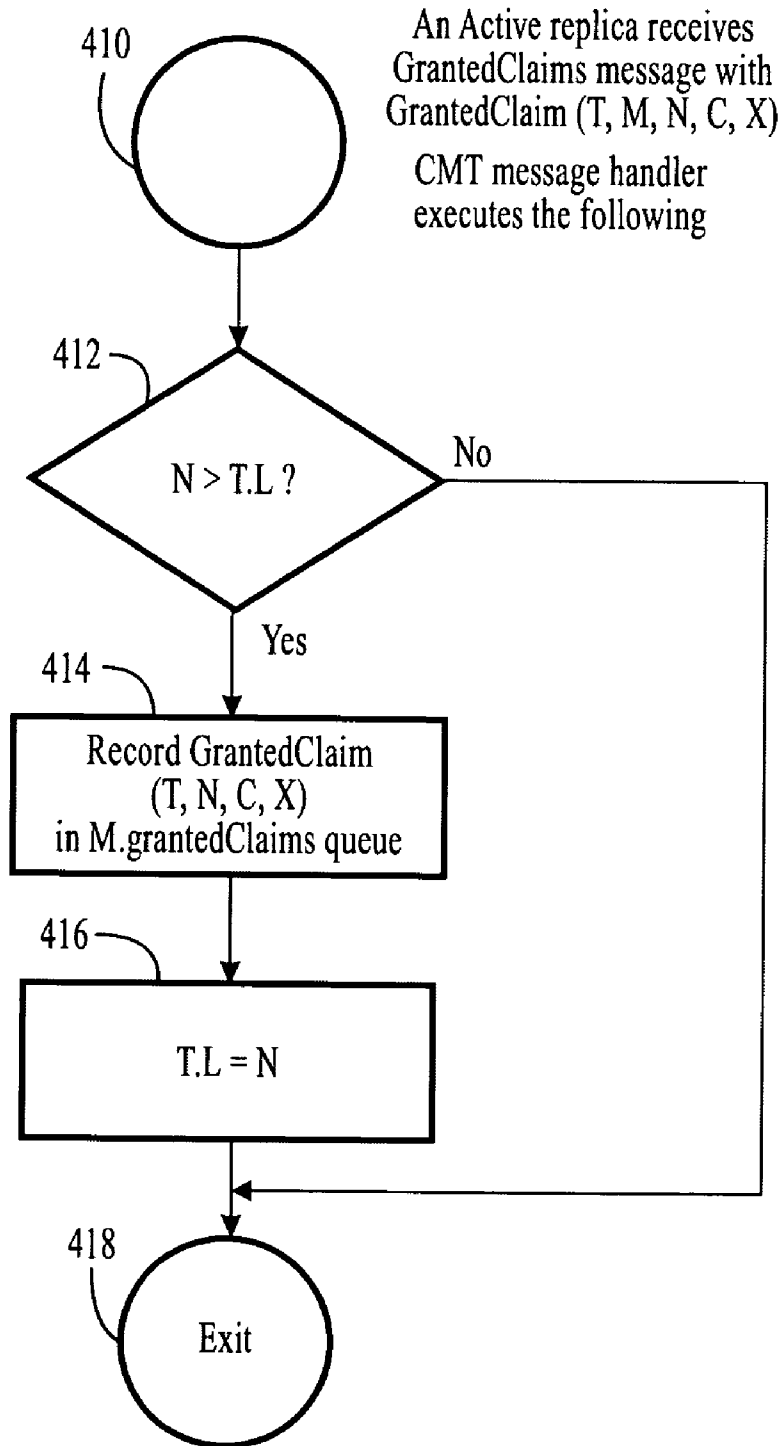 410
An Active replica receives
GrantedClaims message with
GrantedClaim (T, M, N, C, X)
CMT message handler
executes the following
412
N > T.L ?
No
Yes
414
Record GrantedClaim
(T, N, C, X)
in M.grantedClaims queue
416
T.L = N
418
Exit